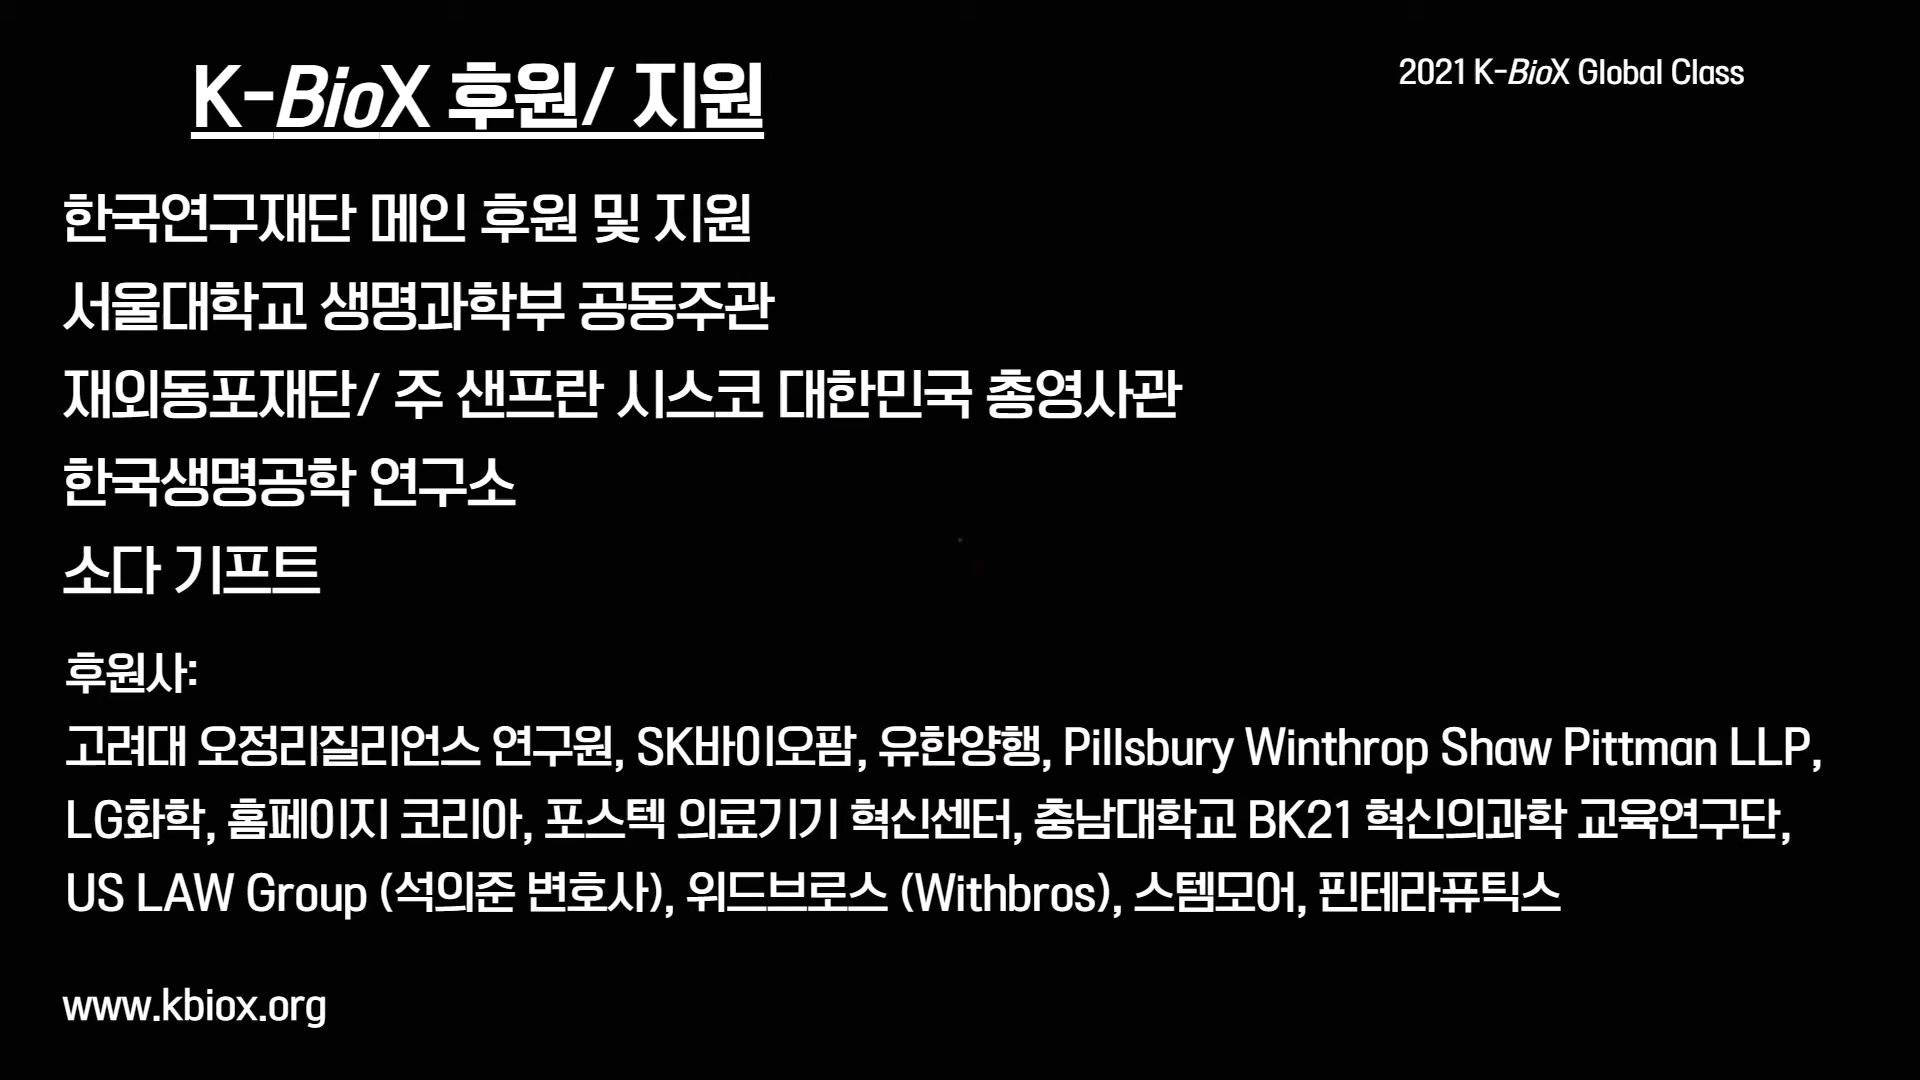 K-BioX 후원/ 지원
2021 K-BioX Global Class
한국연구재단 메인 후원 및 지원
서울대학교 생명과학부 공동주관
재외동포재단/ 주 샌프란 시스코 대한민국 총영사관
한국생명공학 연구소
소다 기프트
후원사:
고려대 오정리질리언스 연구원, SK바이오팜, 유한양행, Pillsbury Winthrop Shaw Pittman LLP,
LG화학, 홈페이지 코리아, 포스텍 의료기기 혁신센터, 충남대학교 BK21 혁신의과학 교육연구단,
US LAW Group (석의준 변호사), 위드브로스 (Withbros), 스템모어, 핀테라퓨틱스
www.kbiox.org